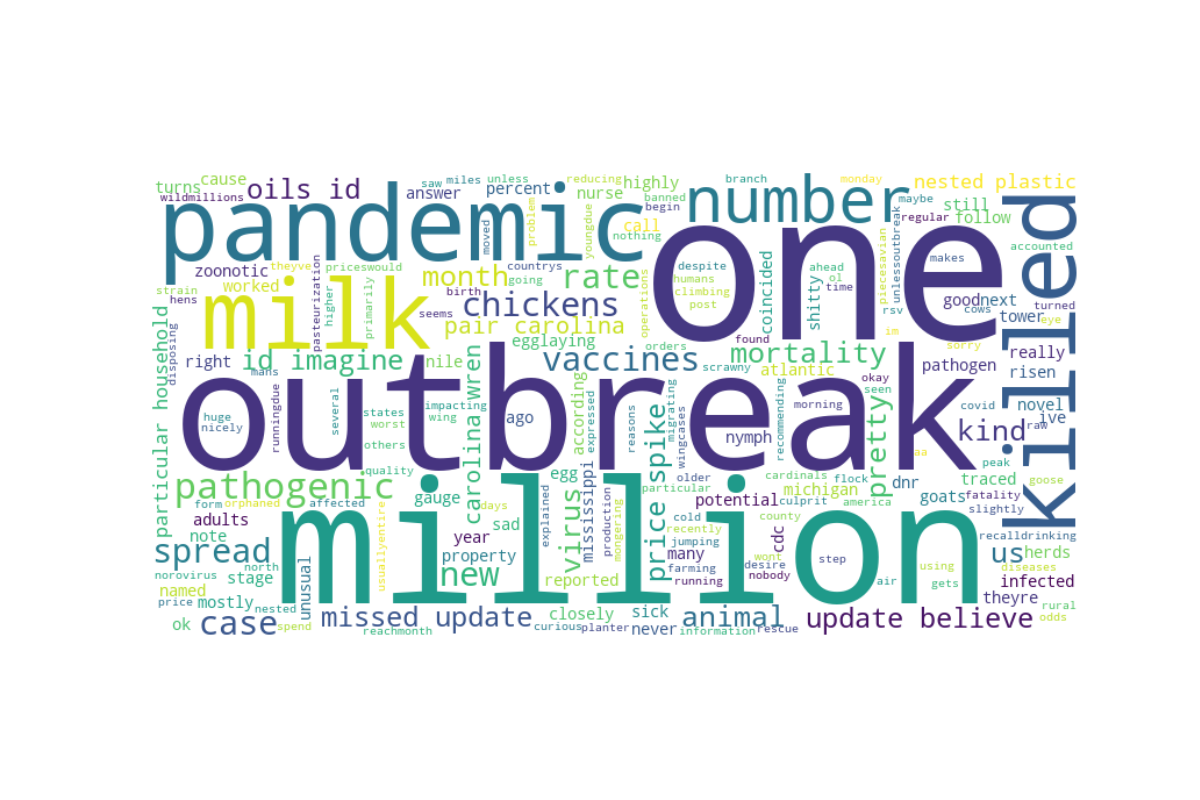 pandemic
one
outbreak
million
milk
number
killed
oils id
turns
cause
wildmillions
saw
miles
unless
reducing
highly
banned
branch
monday
nested plastic
answer
percent
nurse
begin
maybe
still
call
regular
follow
moved
problem
youngdue
nothing
accounted
zoonotic
theyve
priceswould
countrys
going
month
rate
operations
despite
humans
climbing
post
coincided
shitty
ahead
ol
time
piecesavian
unlessoutbreak
makes
strain
worked
higher
primarily
pasteurization
birth
chickens
good
next
rsv
cows
turned
hens
seems
pair carolina
tower
eye
disposing
right
id imagine
nile
egglaying
orders
found
mortality
im
sorry
really
mans
vaccines
scrawny
atlantic
pathogen
risen
particular household
runningdue
several
impacting
wing
carolina wren
ago
according
expressed
reasons
migrating
okay
seen
morning
covid
novel
ive
raw
huge
nicely
states
worst
others
price spike
wingcases
nymph
recommending
pretty
aa
kind
quality
egg
mississippi
older
cardinals
flock
dnr
peak
traced
goose
form
orphaned
pathogenic
gauge
days
particular
potential
culprit
michigan
goats
fatality
slightly
adults
note
affected
usuallyentire
sad
explained
virus
production
mongering
cold
recently
county
cdc
recalldrinking
spread
north
unusual
year
property
jumping
many
desire
step
wont
nobody
us
herds
norovirus
stage
new
reported
farming
running
air
using
gets
diseases
infected
named
mostly
price
nested
closely
sick
animal
theyre
rural
ok
case
spend
missed update
reachmonth
curious
planter
never
information
rescue
update believe
odds
america